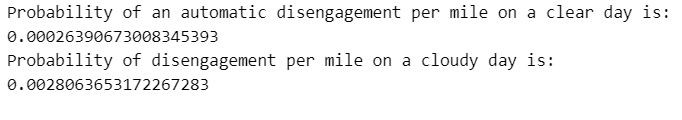 Probability of an automatic disengagement per mile on a clear day is:
0.00026390673008345393
Probability of disengagement per mile on a cloudy day is:
0.0028063653172267283